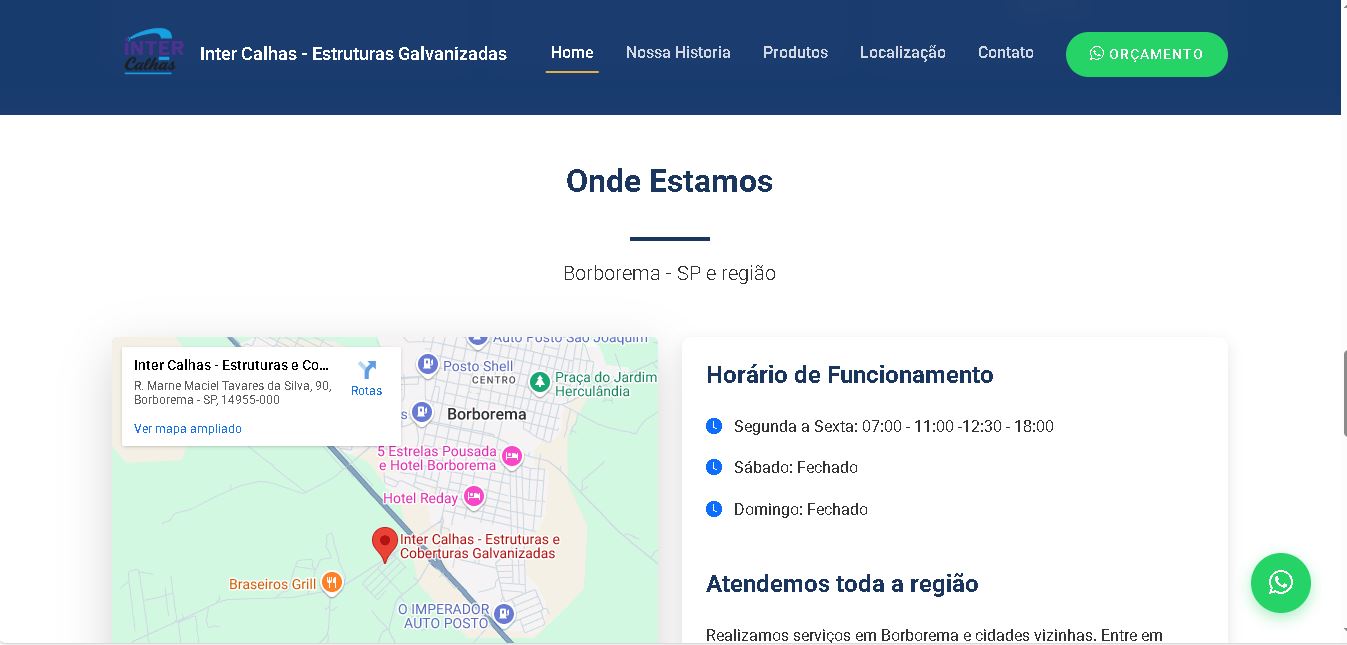 INTER
Calhas
Inter Calhas - Estruturas Galvanizadas
Home
Nossa Historia
Produtos
Localização
Contato
ORÇAMENTO
Onde Estamos
Borborema - SP e região
Inter Calhas - Estruturas e Co...
R. Marne Maciel Tavares da Silva, 90,
Borborema - SP, 14955-000
Rotas
Ver mapa ampliado
Auto Posto São Joaquim
Posto Shell
CENTRO
Praça do Jardim
Herculândia
s
Borborema
5 Estrelas Pousada
e Hotel Borborema
Hotel Reday
Inter Calhas - Estruturas e
Coberturas Galvanizadas
Braseiros Grill
O IMPERADOR
AUTO POSTO
Horário de Funcionamento
Segunda a Sexta: 07:00 - 11:00 -12:30 - 18:00
Sábado: Fechado
Domingo: Fechado
Atendemos toda a região
Realizamos serviços em Borborema e cidades vizinhas. Entre em